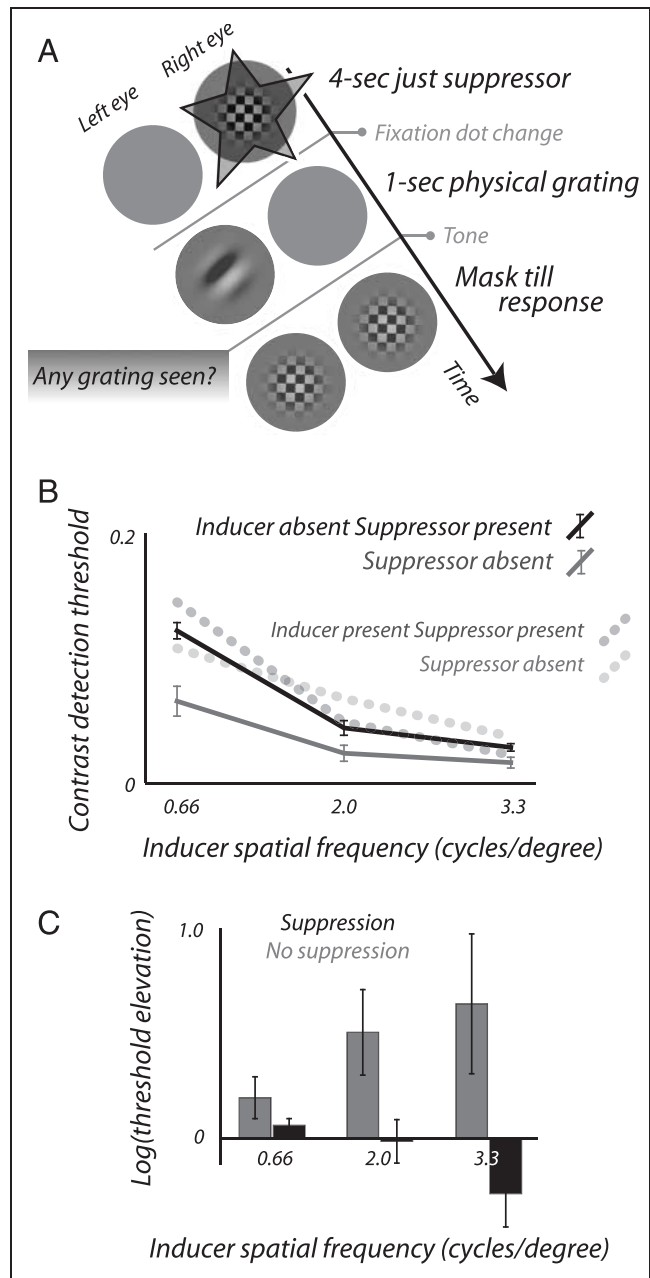 A
Right eye
Left eye
4-sec just suppressor
Fixation dot change
1-sec physical grating
Tone
Mask till
response
Any grating seen?
Time
B
Contrast detection threshold
0.2
0
Inducer absent Suppressor present
Suppressor absent
Inducer present Suppressor present
Suppressor absent
0.66 2.0 3.3
Inducer spatial frequency (cycles/degree)
C
Log(threshold elevation)
1.0
0
Suppression
No suppression
0.66 2.0 3.3
Inducer spatial frequency (cycles/degree)